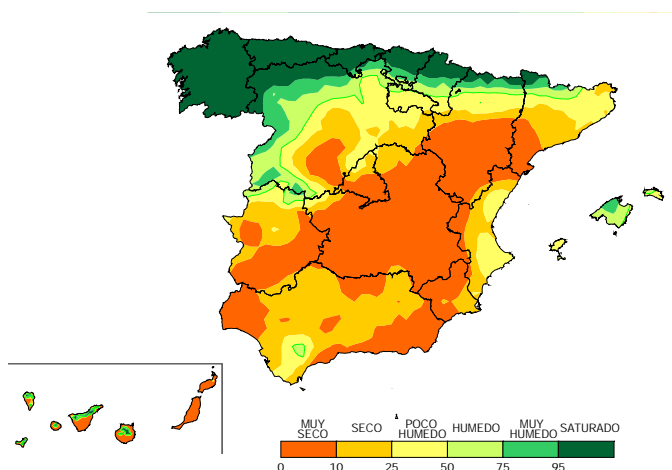 MUY SECO
SECO
POCO HUMEDO
HUMEDO
MUY HUMEDO
SATURADO
0 10 25 50 75 95